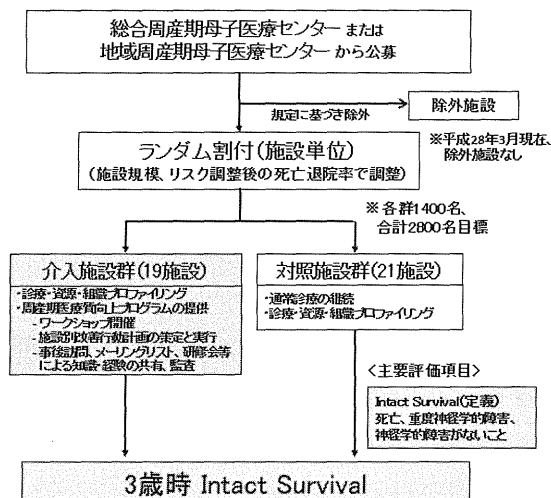 総合周産期母子医療センター または
地域周産期母子医療センター から公募
規定に基づき除外
除外施設
※平成28年3月現在、
除外施設なし
ランダム割付(施設単位)
(施設規模、リスク調整後の死亡退院率で調整)
※各群1400名、
合計2800名目標
介入施設群(19施設)
・診療・資源・組織プロファイリング
・周産期医療質向上プログラムの提供
- ワークショップ開催
- 施設別改善行動計画の策定と実行
- 事後訪問、メーリングリスト、研修会等
による知識・経験の共有、監査
対照施設群(21施設)
・通常診療の継続
・診療・資源・組織プロファイリング
<主要評価項目>
Intact Survival(定義)
死亡、重度神経学的障害、
神経学的障害がないこと
3歳時 Intact Survival